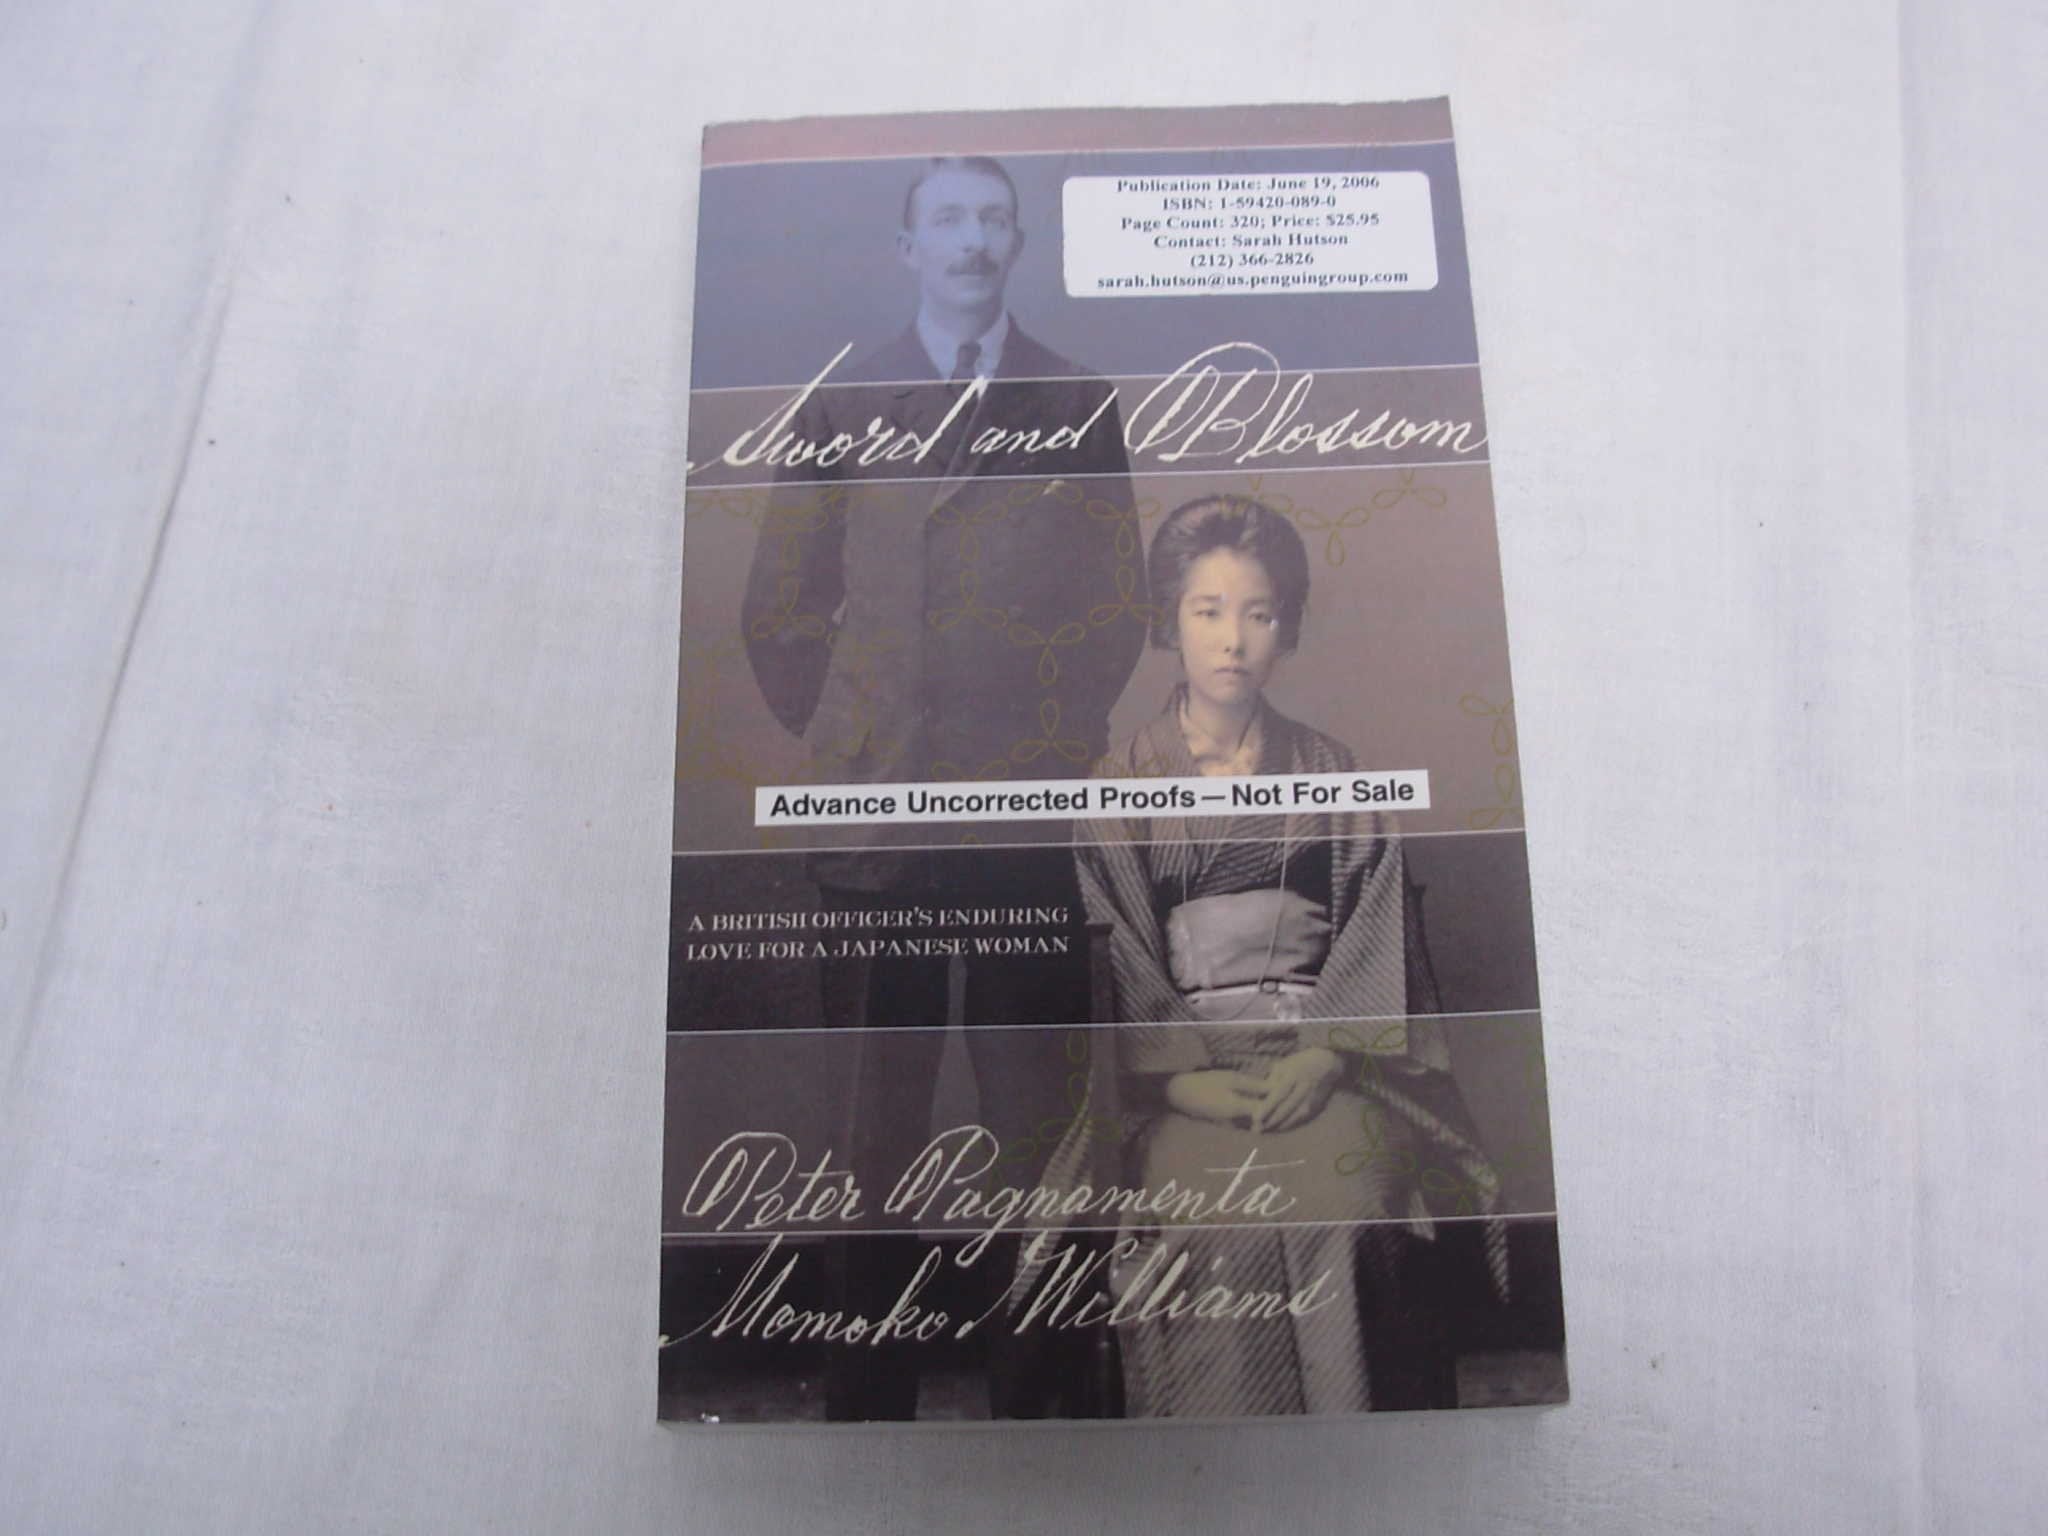 Publication Date: June 19, 2006
ISBN: 1-59420-089-0
Page Count: 320; Price: $25.95
Contact: Sarah Hutson
(212) 366-2826
sarah.hutson@us.penguingroup.com
Sword and Blossom
Advance Uncorrected Proofs—Not For Sale
A BRITISH OFFICER'S ENDURING
LOVE FOR A JAPANESE WOMAN
Peter Pagnamenta
Momoko Williams